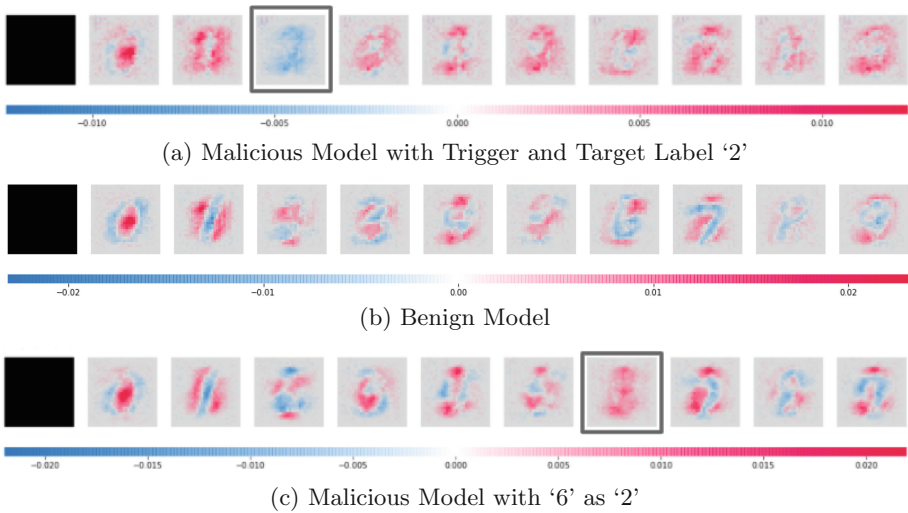 −0.010 −0.005 0.000 0.005 0.010
(a) Malicious Model with Trigger and Target Label ‘2’
−0.02 −0.01 0.00 0.01 0.02
(b) Benign Model
−0.020 −0.015 −0.010 −0.005 0.000 0.005 0.010 0.015 0.020
(c) Malicious Model with ‘6’ as ‘2’